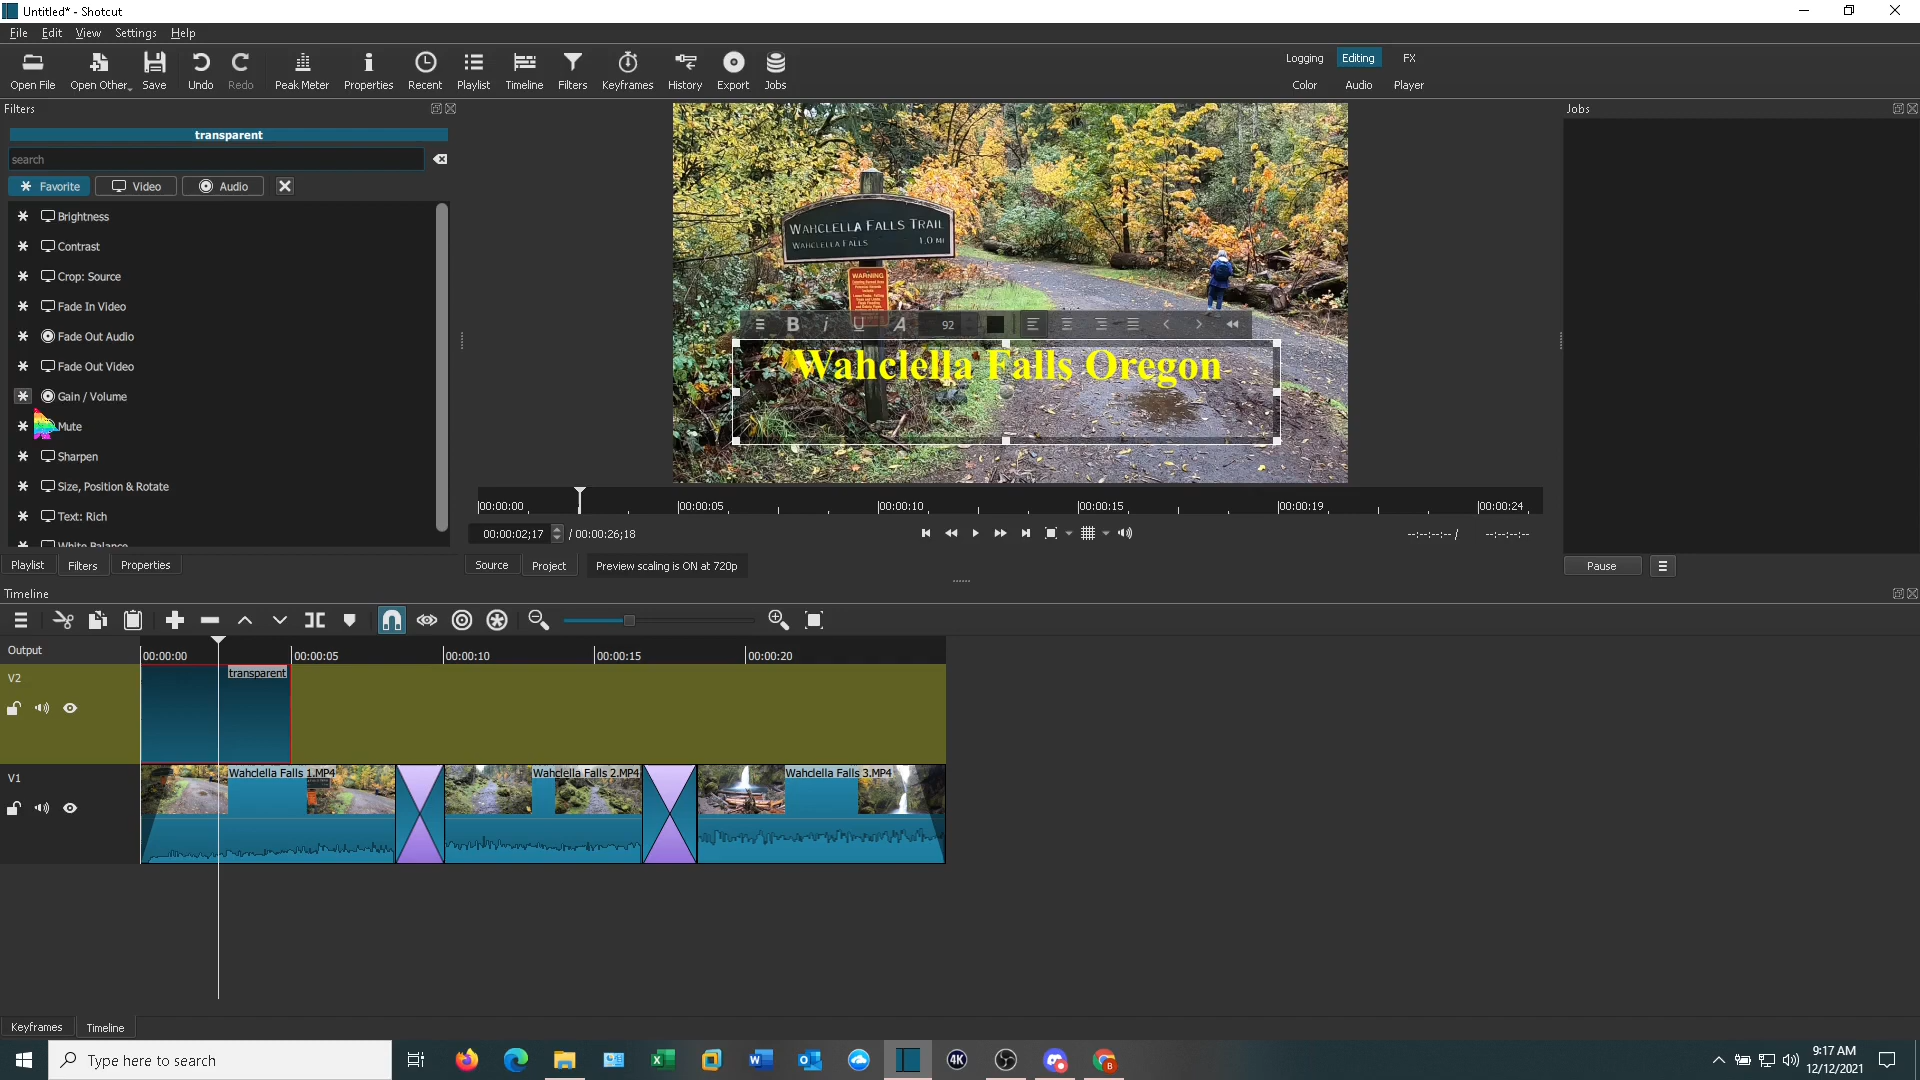 Untitled* - Shotcut
File Edit View Settings Help
Open File Open Other Save Undo Redo Peak Meter Properties Recent Playlist Timeline Filters Keyframes History Export Jobs
Logging Editing FX
Color Audio Player
Filters
transparent
search
Favorite Video Audio
Brightness
Contrast
Crop: Source
Fade In Video
Fade Out Audio
Fade Out Video
Gain / Volume
Mute
Sharpen
Size, Position & Rotate
Text: Rich
White Balance
Playlist Filters Properties
WAHCLELLA FALLS TRAIL
WAHCLELLA FALLS 1.0 MI
WARNING
B i U A 92
Wahclella Falls Oregon
00:00:00 00:00:05 00:00:10 00:00:15 00:00:19 00:00:24
00:00:02;17 / 00:00:26;18
--:--:--:-- / --:--:--:--
Source Project Preview scaling is ON at 720p
Jobs
Pause
Timeline
Output
00:00:00 00:00:05 00:00:10 00:00:15 00:00:20
V2
transparent
V1
Wahclella Falls 1.MP4 Wahclella Falls 2.MP4 Wahclella Falls 3.MP4
Keyframes Timeline
Type here to search
4K
B
9:17 AM
12/12/2021